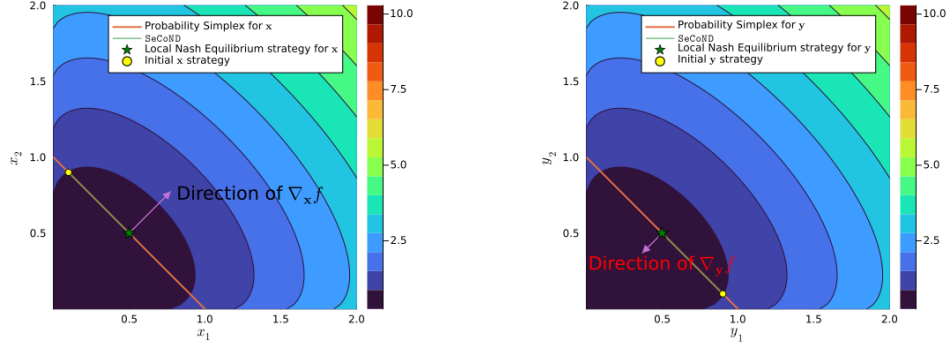 2.0
1.5
1.0
0.5
x₂
0.5
1.0
1.5
2.0
x₁
Probability Simplex for x
SeCoND
Local Nash Equilibrium strategy for x
Initial x strategy
Direction of ∇ₓf
10.0
7.5
5.0
2.5
2.0
1.5
1.0
0.5
y₂
0.5
1.0
1.5
2.0
y₁
Probability Simplex for y
SeCoND
Local Nash Equilibrium strategy for y
Initial y strategy
Direction of ∇_y f
10.0
7.5
5.0
2.5